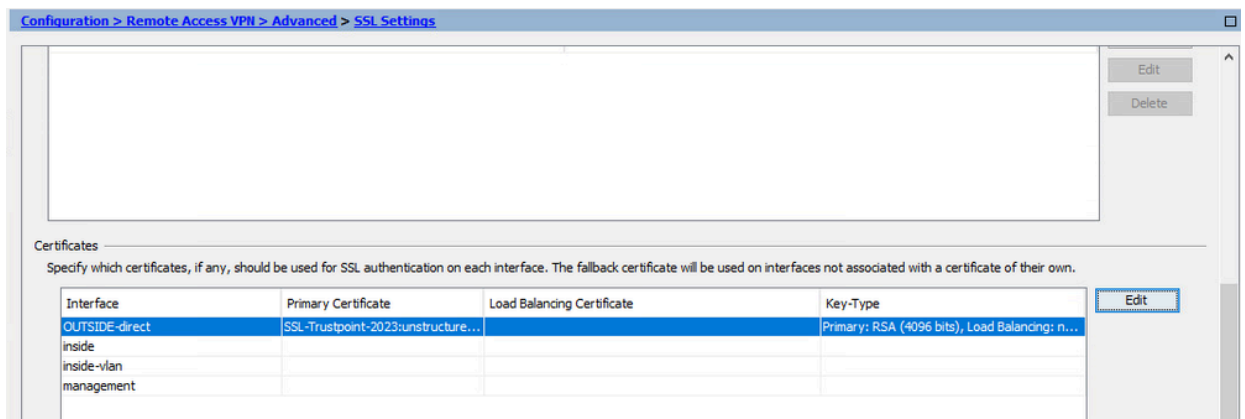 Configuration > Remote Access VPN > Advanced > SSL Settings
Edit
Delete
Certificates
Specify which certificates, if any, should be used for SSL authentication on each interface. The fallback certificate will be used on interfaces not associated with a certificate of their own.
Interface Primary Certificate Load Balancing Certificate Key-Type Edit
OUTSIDE-direct SSL-Trustpoint-2023:unstructure... Primary: RSA (4096 bits), Load Balancing: n...
inside
inside-vlan
management